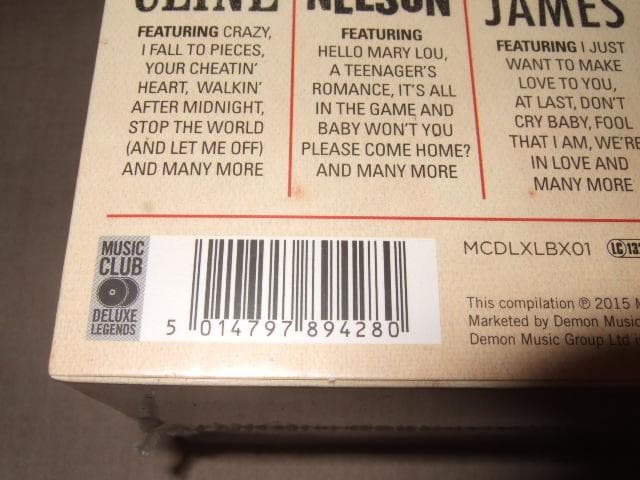 CLINE
FEATURING CRAZY,
I FALL TO PIECES,
YOUR CHEATIN'
HEART, WALKIN'
AFTER MIDNIGHT,
STOP THE WORLD
(AND LET ME OFF)
AND MANY MORE
NELSON
FEATURING
HELLO MARY LOU,
A TEENAGER'S
ROMANCE, IT'S ALL
IN THE GAME AND
BABY WON'T YOU
PLEASE COME HOME?
AND MANY MORE
JAMES
FEATURING I JUST
WANT TO MAKE
LOVE TO YOU,
AT LAST, DON'T
CRY BABY, FOOL
THAT I AM, WE'RE
IN LOVE AND
MANY MORE
MUSIC
CLUB
DELUXE
LEGENDS
5 014797 894280
MCDLXLBX01
LC
This compilation ℗ 2015
Marketed by Demon Music
Demon Music Group Ltd